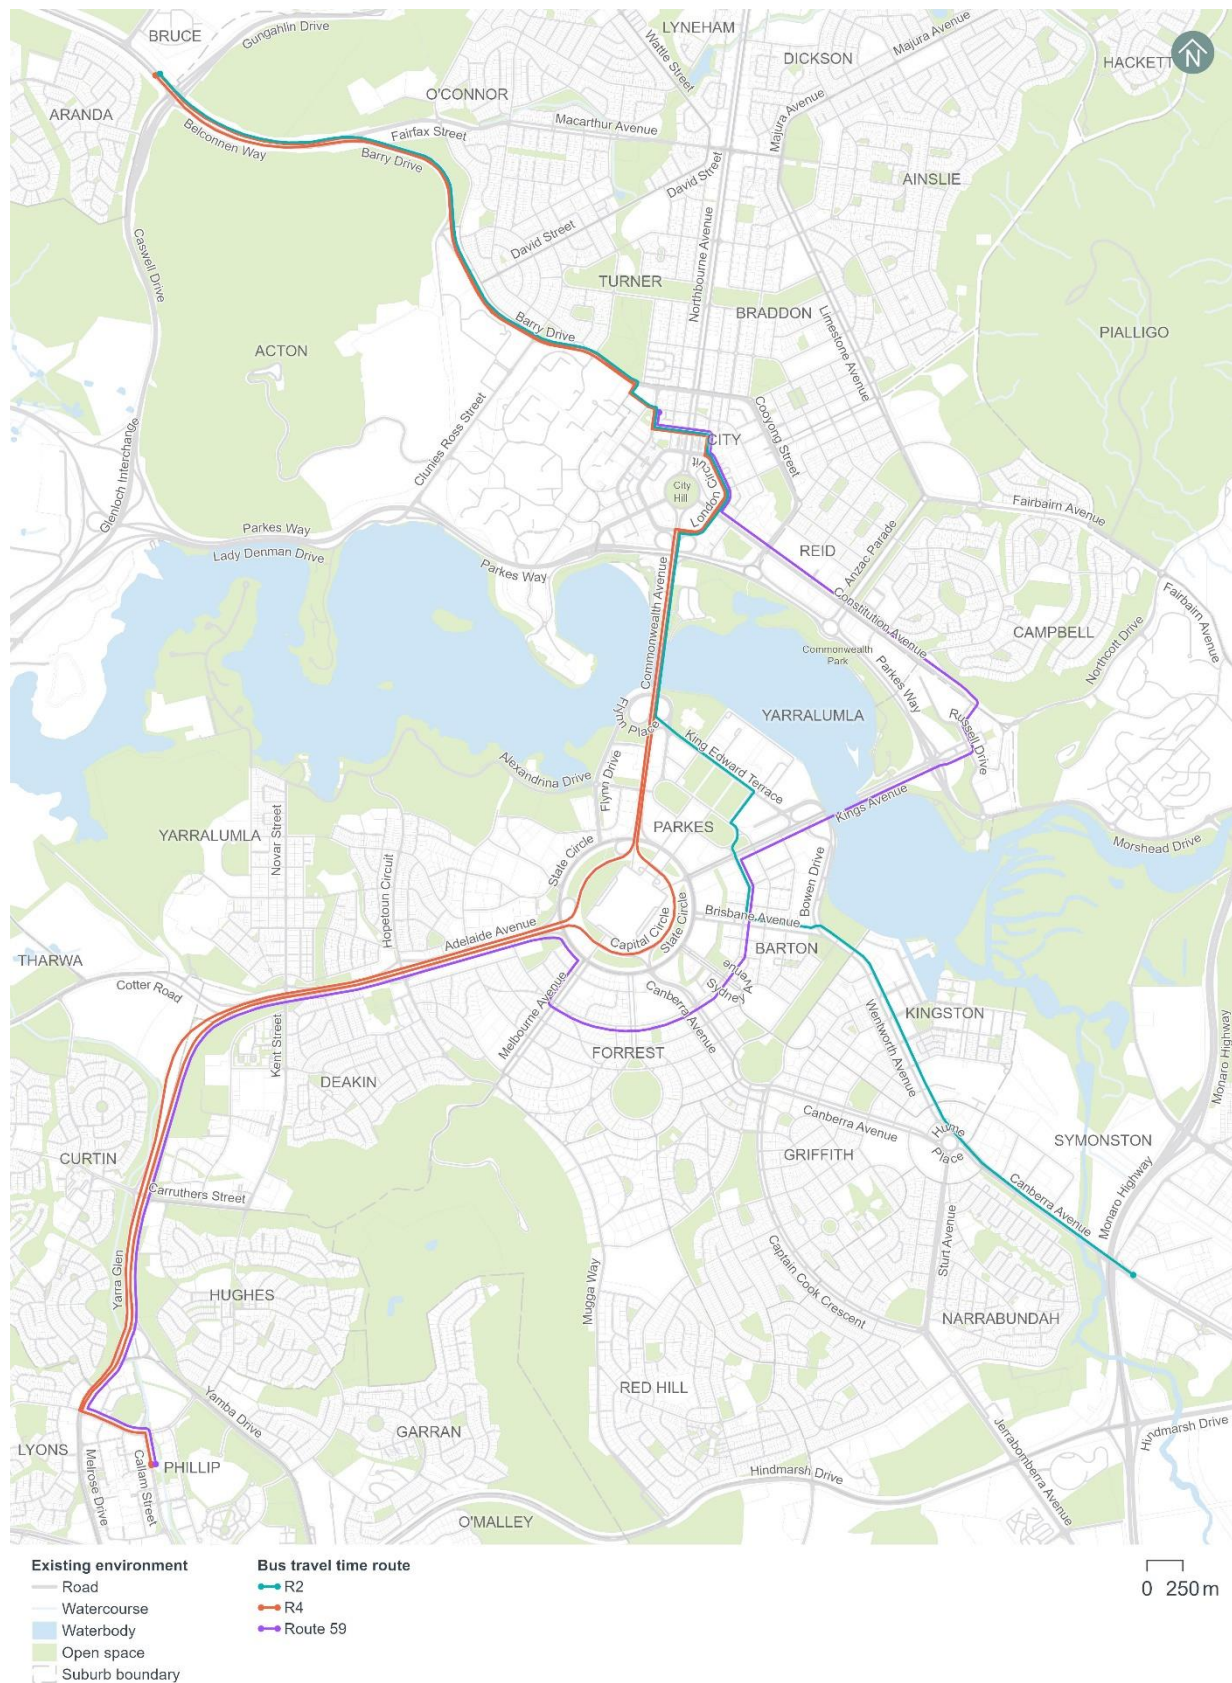 BRUCE
Gungahlin Drive
LYNEHAM
Wattle Street
DICKSON
Majura Avenue
HACKETT
N
ARANDA
O'CONNOR
Belconnen Way
Fairfax Street
Macarthur Avenue
Barry Drive
Majura Avenue
David Street
AINSLIE
Caswell Drive
David Street
Northbourne Avenue
TURNER
BRADDON
Limestone Avenue
PIALLIGO
Barry Drive
ACTON
Clunies Ross Street
Cooyong Street
CITY
Glenloch Interchange
City
Hill
London Circuit
Fairbairn Avenue
Parkes Way
Lady Denman Drive
REID
Anzac Parade
Parkes Way
Commonwealth Avenue
Constitution Avenue
Fairbairn Avenue
CAMPBELL
Northcott Drive
Commonwealth
Park
Parkes Way
Flynn Place
YARRALUMLA
Russell Drive
King Edward Terrace
Alexandrina Drive
Flynn Drive
Kings Avenue
YARRALUMLA
Novar Street
PARKES
Morshead Drive
State Circle
Hopetoun Circuit
Bowen Drive
Adelaide Avenue
Capital Circle
State Circle
Brisbane Avenue
BARTON
THARWA
Cotter Road
Melbourne Avenue
Sydney Avenue
Canberra Avenue
Wentworth Avenue
KINGSTON
Kent Street
FORREST
Monaro Highway
DEAKIN
Canberra Avenue
Hume
Place
SYMONSTON
CURTIN
GRIFFITH
Carruthers Street
Canberra Avenue
Monaro Highway
Sturt Avenue
Yarra Glen
Mugga Way
Captain Cook Crescent
HUGHES
NARRABUNDAH
RED HILL
Yamba Drive
GARRAN
Jerrabomberra Avenue
Hindmarsh Drive
LYONS
Melrose Drive
Callam Street
PHILLIP
Hindmarsh Drive
O'MALLEY
Existing environment
Road
Watercourse
Waterbody
Open space
Suburb boundary
Bus travel time route
R2
R4
Route 59
0 250 m